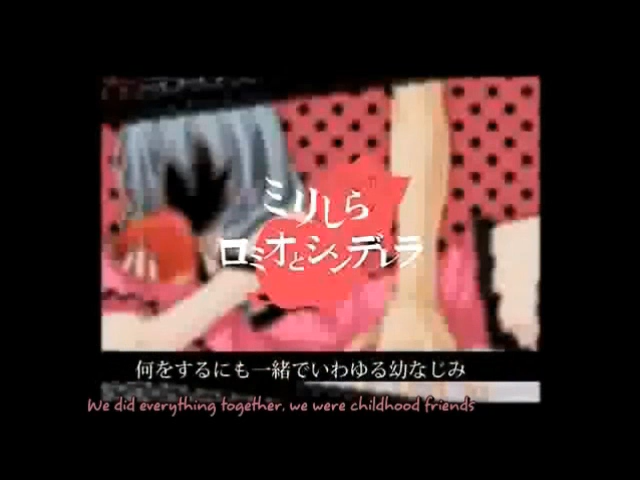 ミリしら
ロミオとシンデレラ
何をするにも一緒でいわゆる幼なじみ
We did everything together, we were childhood friends